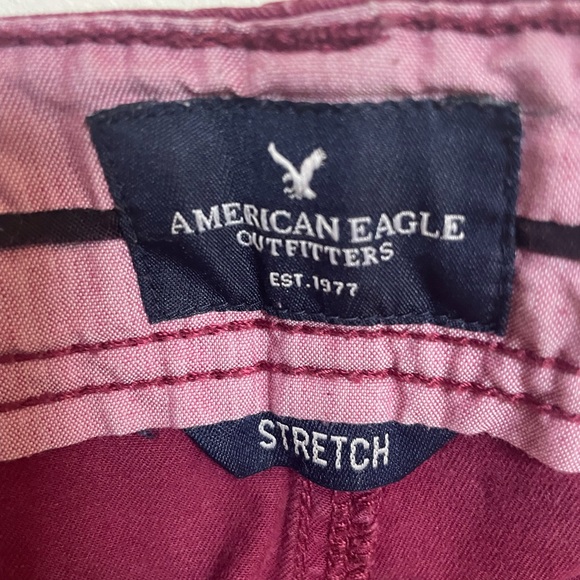 AMERICAN EAGLE
OUTFITTERS
EST. 1977
STRETCH